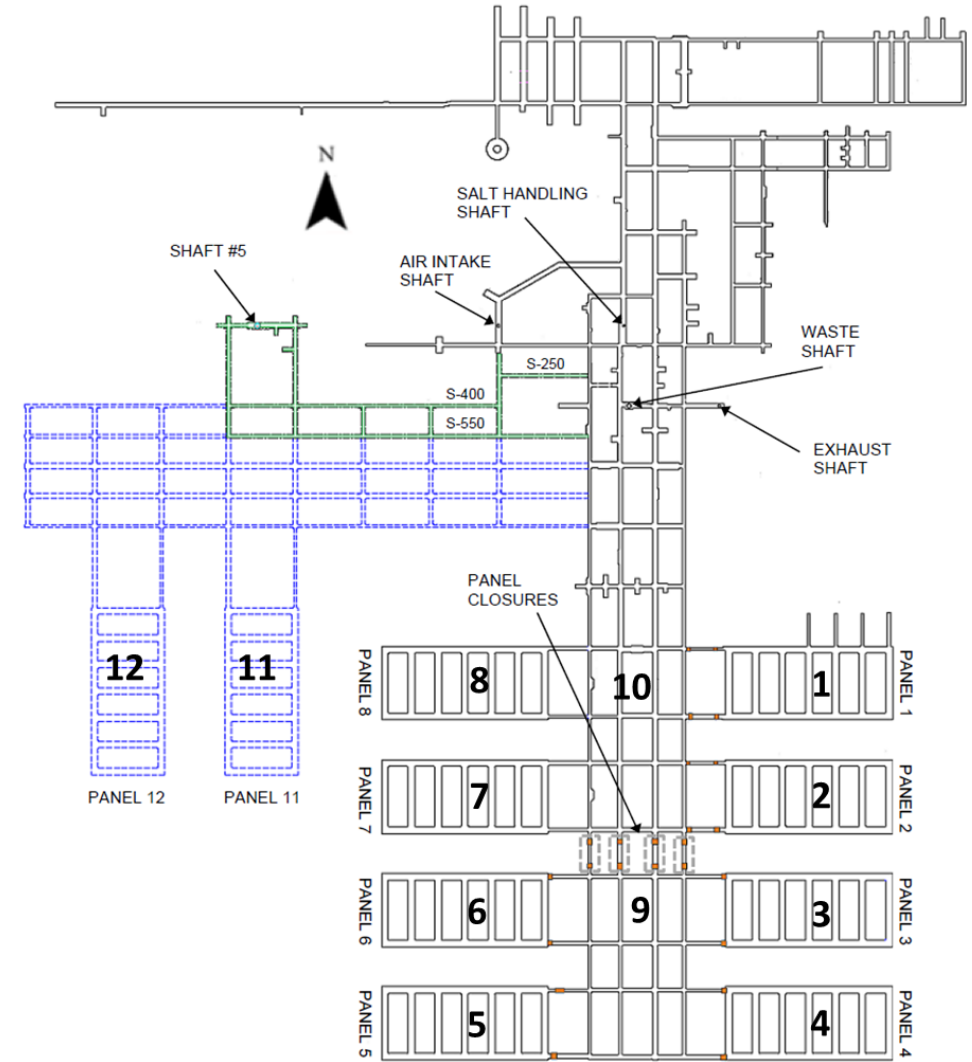 N
SALT HANDLING
SHAFT
SHAFT #5
AIR INTAKE
SHAFT
WASTE
SHAFT
S-250
S-400
S-550
EXHAUST
SHAFT
PANEL
CLOSURES
12
11
PANEL 8
8
10
1
PANEL 1
PANEL 12
PANEL 11
PANEL 7
7
2
PANEL 2
PANEL 6
6
9
3
PANEL 3
PANEL 5
5
4
PANEL 4